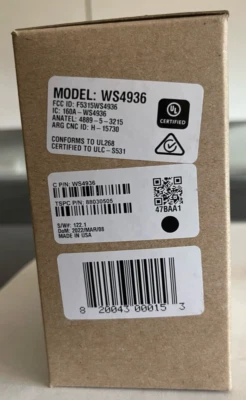 MODEL: WS4936
FCC ID: F5315WS4936
IC: 160A-WS4936
ANATEL: 4889-5-3215
ARG CNC ID: H-15730
UL
CERTIFIED
CONFORMS TO UL268
CERTIFIED TO ULC-S531
C P/N: WS4936
TSPC P/N: 88030505
S/W#: 122.1
DoM: 2022/MAR/08
MADE IN USA
47BAA1
8 20043 00015 3